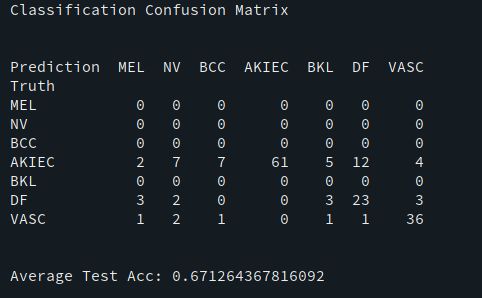 Classification Confusion Matrix
Prediction MEL NV BCC AKIEC BKL DF VASC
Truth
MEL 0 0 0 0 0 0 0
NV 0 0 0 0 0 0 0
BCC 0 0 0 0 0 0 0
AKIEC 2 7 7 61 5 12 4
BKL 0 0 0 0 0 0 0
DF 3 2 0 0 3 23 3
VASC 1 2 1 0 1 1 36
Average Test Acc: 0.671264367816092